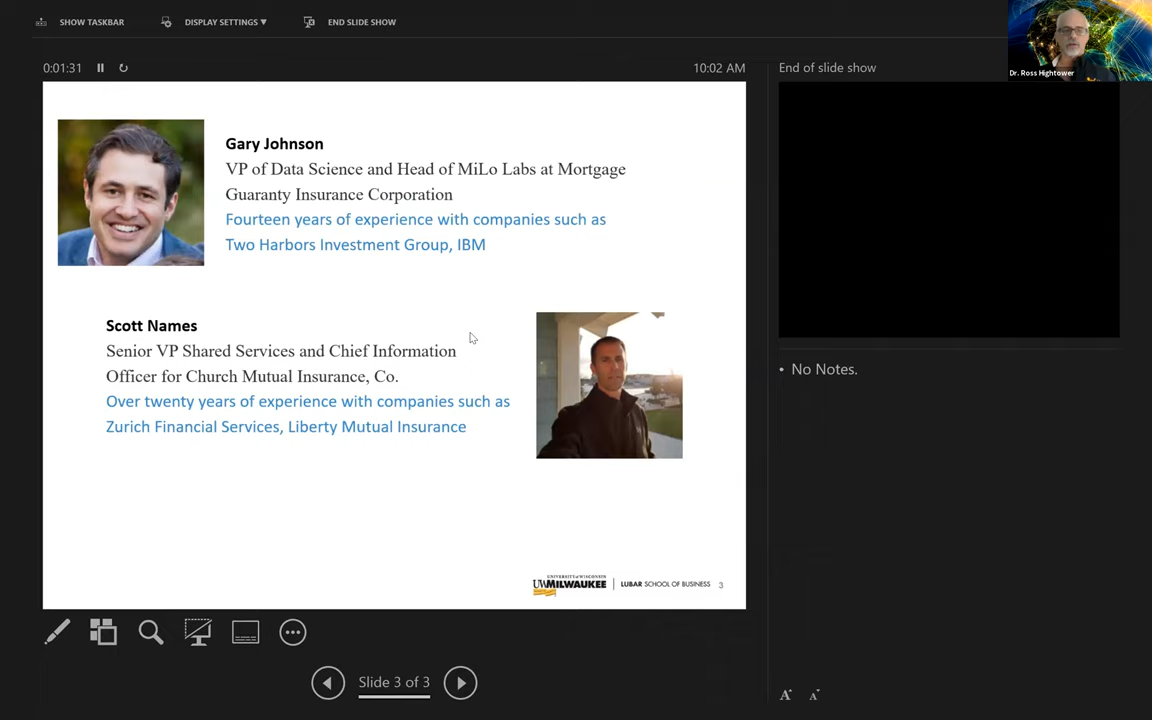 SHOW TASKBAR
DISPLAY SETTINGS ▼
END SLIDE SHOW
Dr. Ross Hightower
0:01:31
10:02 AM
End of slide show
Gary Johnson
VP of Data Science and Head of MiLo Labs at Mortgage
Guaranty Insurance Corporation
Fourteen years of experience with companies such as
Two Harbors Investment Group, IBM
Scott Names
Senior VP Shared Services and Chief Information
Officer for Church Mutual Insurance, Co.
Over twenty years of experience with companies such as
Zurich Financial Services, Liberty Mutual Insurance
UNIVERSITY of WISCONSIN
UWMILWAUKEE
LUBAR SCHOOL OF BUSINESS
3
• No Notes.
Slide 3 of 3
A A